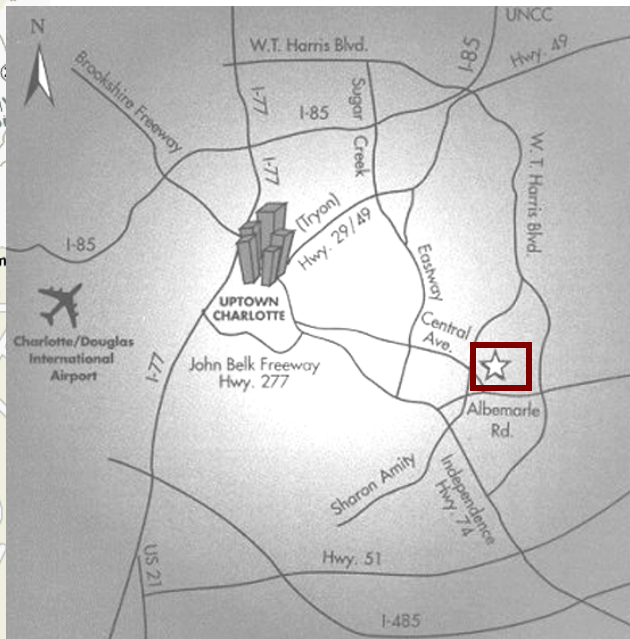 N
UNCC
W.T. Harris Blvd.
I-85
Hwy. 49
Brookshire Freeway
I-77
Sugar Creek
I-85
W. T. Harris Blvd.
I-77
(Tryon)
Hwy. 29/49
I-85
Eastway
UPTOWN
CHARLOTTE
Central
Ave.
Charlotte/Douglas
International
Airport
I-77
John Belk Freeway
Hwy. 277
Albemarle
Rd.
Sharon Amity
Independence
Hwy. 74
US 21
Hwy. 51
I-485